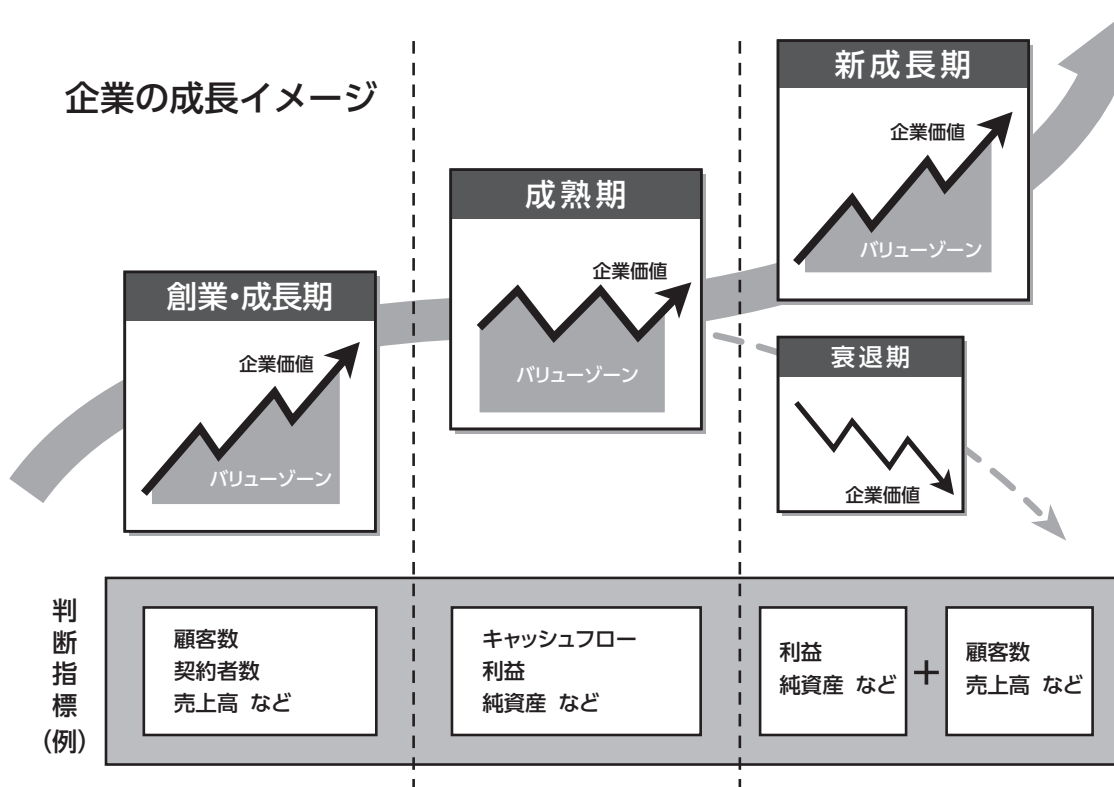 企業の成長イメージ
創業・成長期
企業価値
バリューゾーン
成熟期
企業価値
バリューゾーン
新成長期
企業価値
バリューゾーン
衰退期
企業価値
判断指標(例)
顧客数
契約者数
売上高 など
キャッシュフロー
利益
純資産 など
利益
純資産 など
+
顧客数
売上高 など